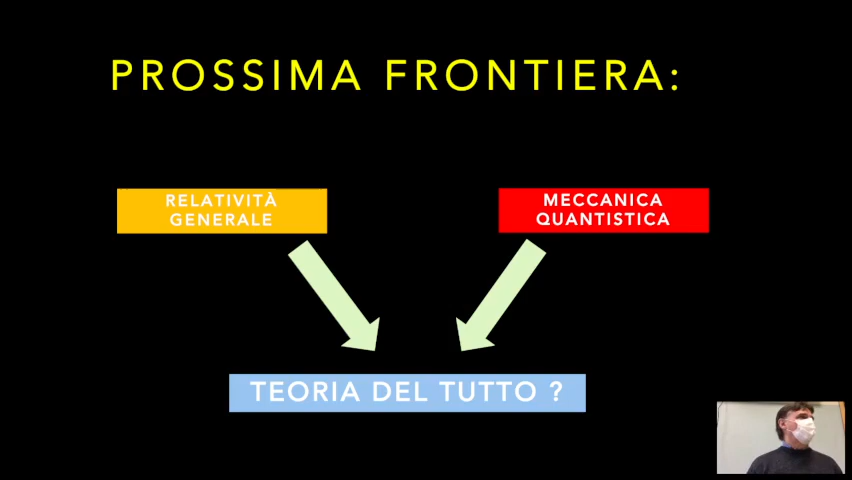 PROSSIMA FRONTIERA:
RELATIVITÀ
GENERALE
MECCANICA
QUANTISTICA
TEORIA DEL TUTTO ?